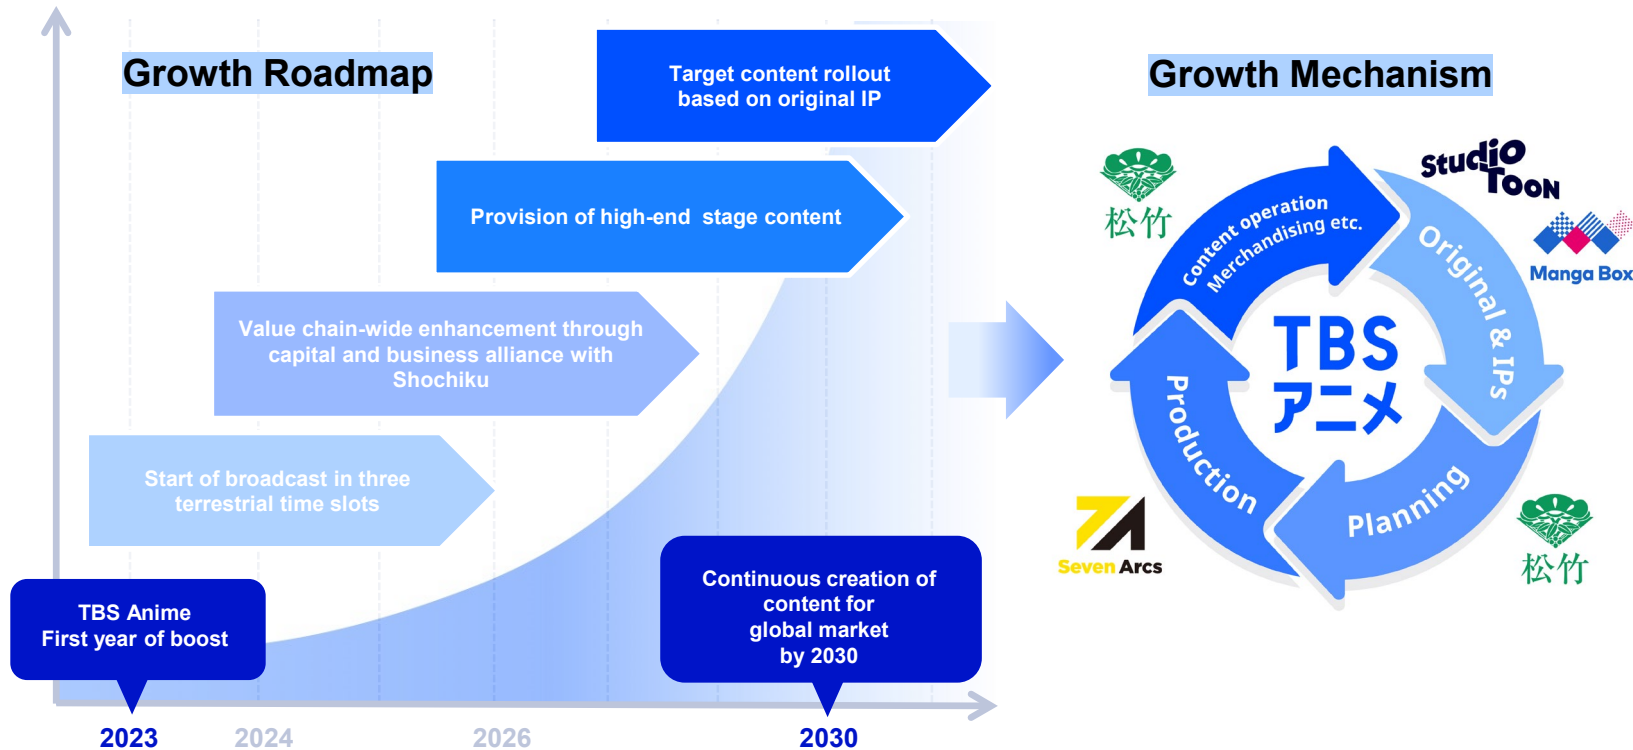 Growth Roadmap
Target content rollout
based on original IP
Provision of high-end stage content
Value chain-wide enhancement through
capital and business alliance with
Shochiku
Start of broadcast in three
terrestrial time slots
TBS Anime
First year of boost
Continuous creation of
content for
global market
by 2030
2023
2024
2026
2030
Growth Mechanism
松竹
Studio
TOON
Manga Box
Content operation
Merchandising etc.
Original & IPs
TBS
アニメ
Production
Planning
Seven Arcs
松竹